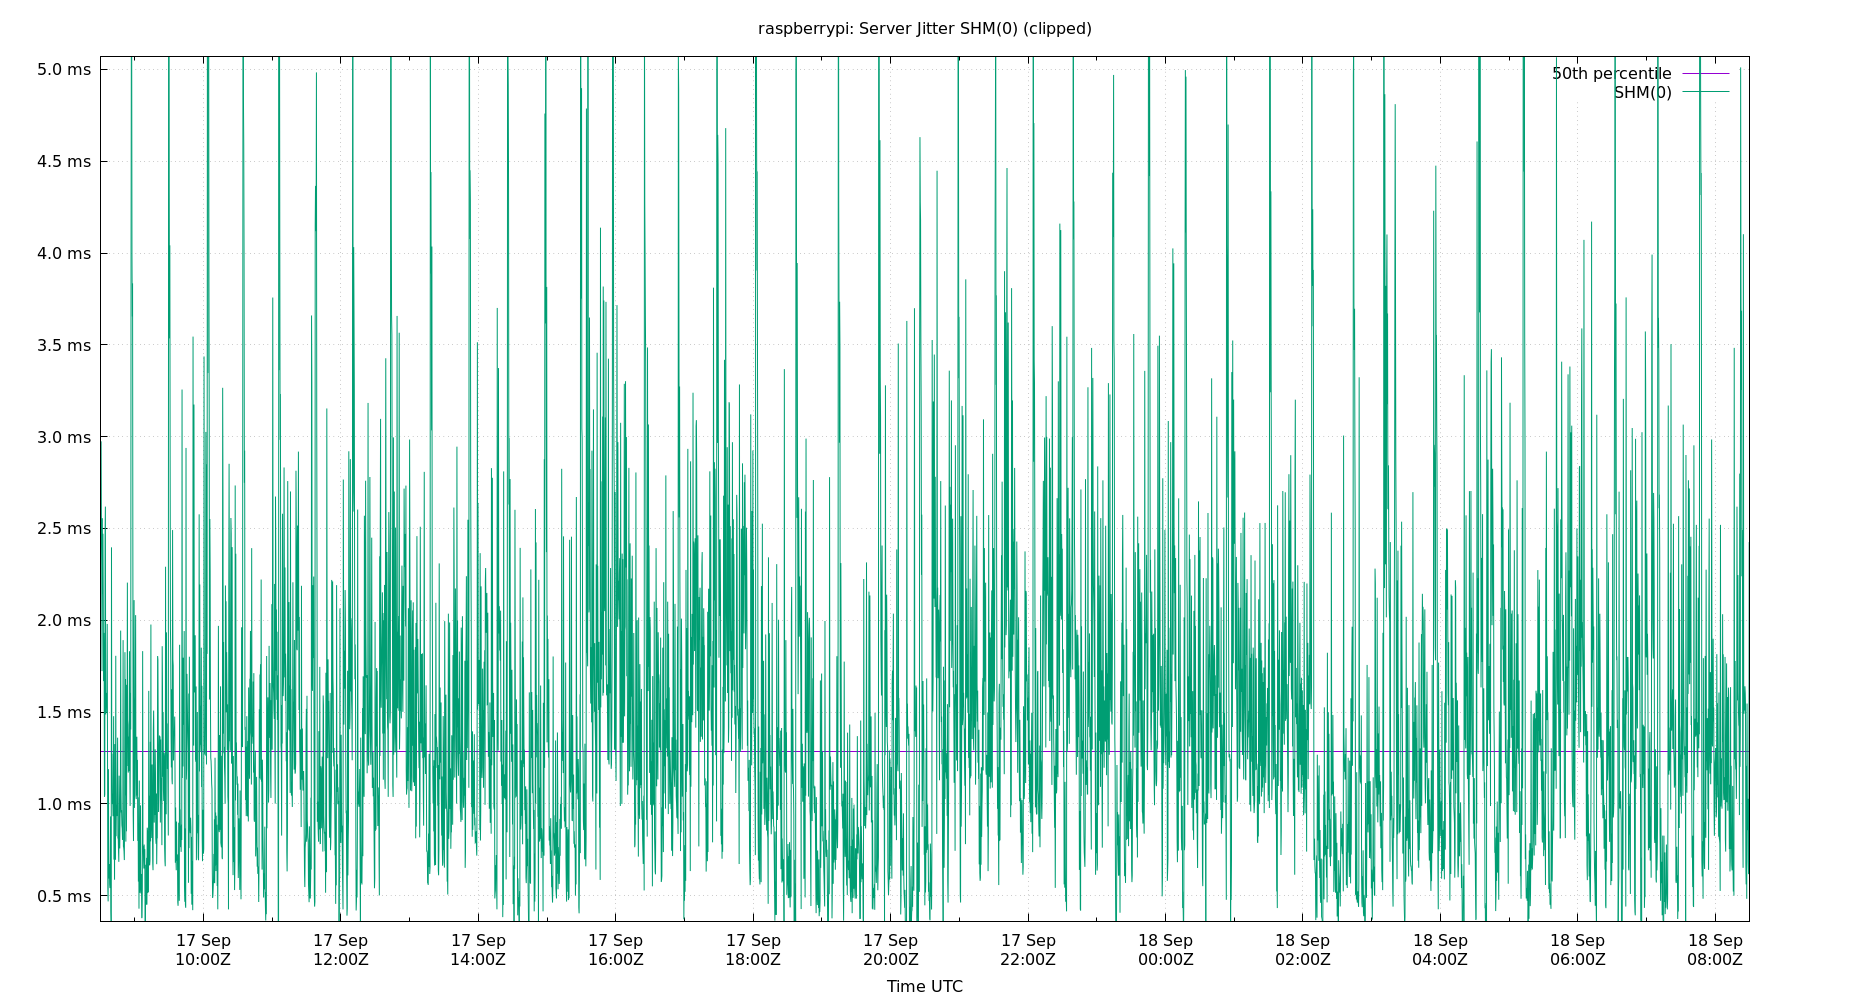 raspberrypi: Server Jitter SHM(0) (clipped)
5.0 ms
4.5 ms
4.0 ms
3.5 ms
3.0 ms
2.5 ms
2.0 ms
1.5 ms
1.0 ms
0.5 ms
50th percentile
SHM(0)
17 Sep 17 Sep 17 Sep 17 Sep 17 Sep 17 Sep 17 Sep 18 Sep 18 Sep 18 Sep 18 Sep 18 Sep
10:00Z 12:00Z 14:00Z 16:00Z 18:00Z 20:00Z 22:00Z 00:00Z 02:00Z 04:00Z 06:00Z 08:00Z
Time UTC